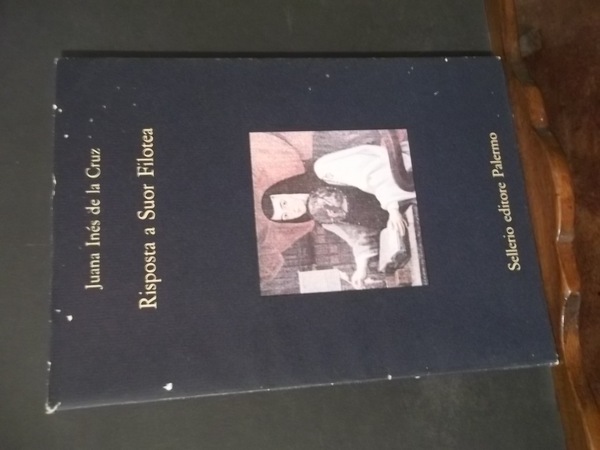 Juana Inés de la Cruz
Risposta a Suor Filotea
Sellerio editore Palermo